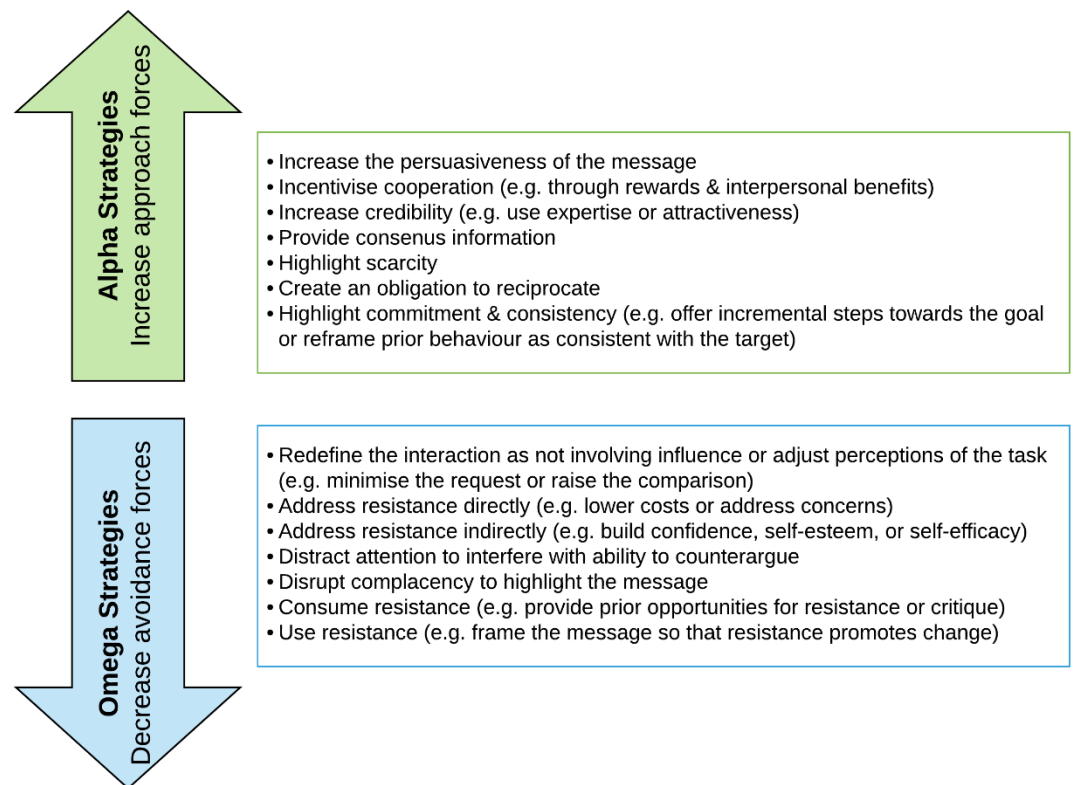 Alpha Strategies
Increase approach forces
• Increase the persuasiveness of the message
• Incentivise cooperation (e.g. through rewards & interpersonal benefits)
• Increase credibility (e.g. use expertise or attractiveness)
• Provide consenus information
• Highlight scarcity
• Create an obligation to reciprocate
• Highlight commitment & consistency (e.g. offer incremental steps towards the goal
or reframe prior behaviour as consistent with the target)
Omega Strategies
Decrease avoidance forces
• Redefine the interaction as not involving influence or adjust perceptions of the task
(e.g. minimise the request or raise the comparison)
• Address resistance directly (e.g. lower costs or address concerns)
• Address resistance indirectly (e.g. build confidence, self-esteem, or self-efficacy)
• Distract attention to interfere with ability to counterargue
• Disrupt complacency to highlight the message
• Consume resistance (e.g. provide prior opportunities for resistance or critique)
• Use resistance (e.g. frame the message so that resistance promotes change)